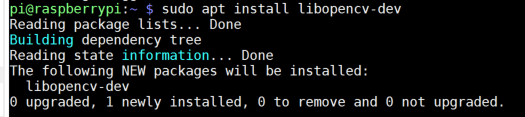 pi@raspberrypi:~ $ sudo apt install libopencv-dev
Reading package lists... Done
Building dependency tree
Reading state information... Done
The following NEW packages will be installed:
  libopencv-dev
0 upgraded, 1 newly installed, 0 to remove and 0 not upgraded.